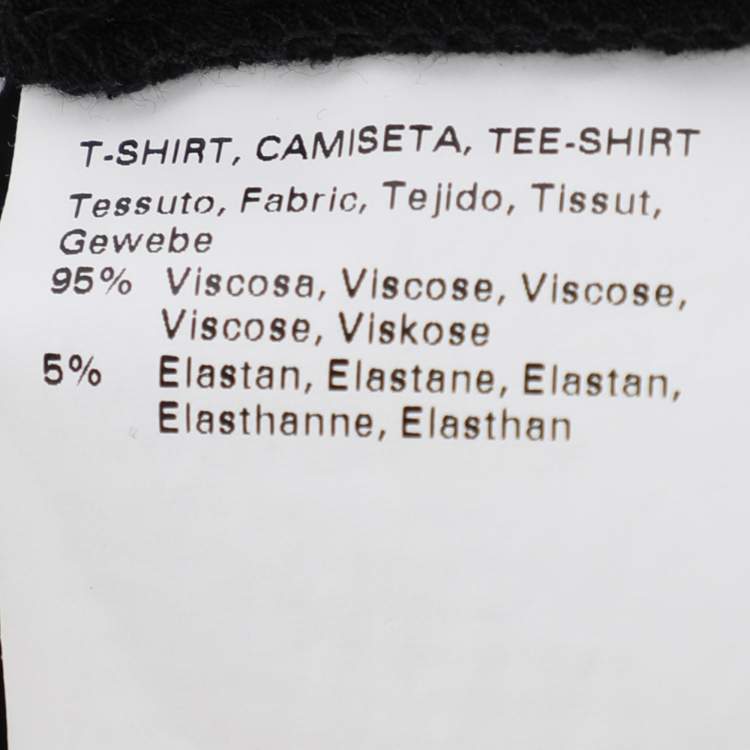 T-SHIRT, CAMISETA, TEE-SHIRT
Tessuto, Fabric, Tejido, Tissut,
Gewebe
95% Viscosa, Viscose, Viscose,
Viscose, Viskose
5% Elastan, Elastane, Elastan,
Elasthanne, Elasthan